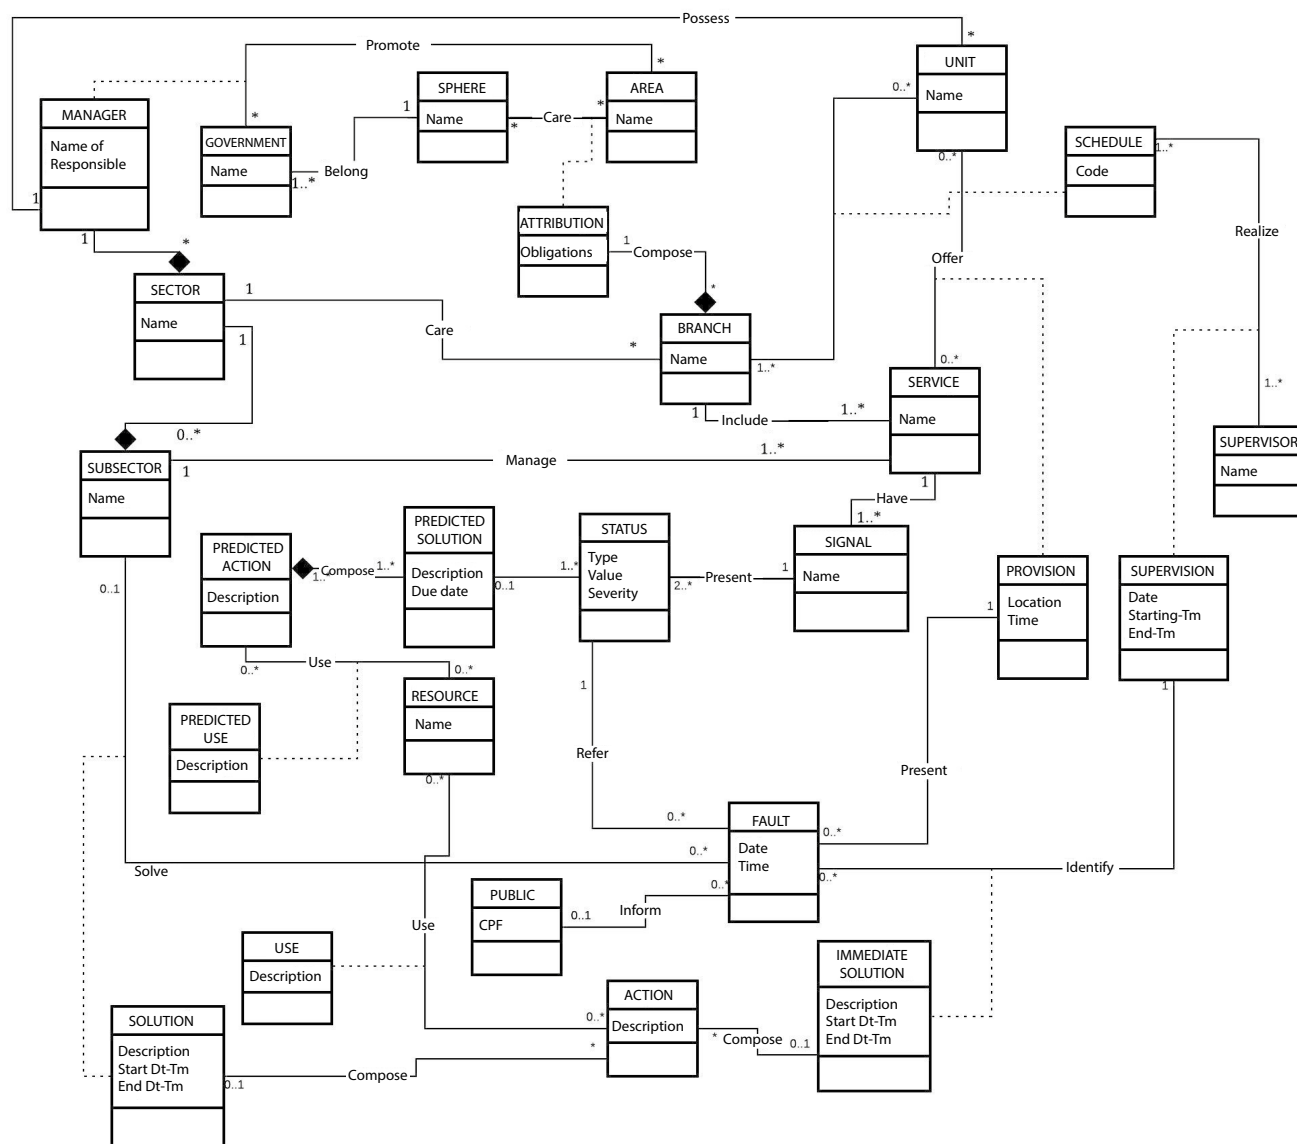 Possess
*
Promote
*
UNIT
Name
0..*
0..*
SPHERE
Name
1
*
Care
*
AREA
Name
MANAGER
Name of
Responsible
1
1
*
GOVERNMENT
Name
1..*
Belong
SCHEDULE
Code
1..*
Realize
ATTRIBUTION
Obligations
1
Compose
*
Offer
*
SECTOR
Name
1
1
Care
*
BRANCH
Name
1..*
1
Include
1..*
0..*
SERVICE
Name
1
1..*
SUPERVISOR
Name
0..*
SUBSECTOR
Name
1
Manage
1..*
0..1
Have
1..*
PREDICTED
ACTION
Description
0..*
1..
Compose
1..*
PREDICTED
SOLUTION
Description
Due date
0..1
1..*
STATUS
Type
Value
Severity
2..*
1
Present
1
SIGNAL
Name
PROVISION
Location
Time
1
SUPERVISION
Date
Starting-Tm
End-Tm
1
Use
0..*
RESOURCE
Name
0..*
PREDICTED
USE
Description
Refer
Present
0..*
FAULT
Date
Time
0..*
0..*
0..*
0..*
Solve
Identify
PUBLIC
CPF
0..1
Inform
Use
USE
Description
IMMEDIATE
SOLUTION
Description
Start Dt-Tm
End Dt-Tm
0..1
ACTION
Description
0..*
*
*
Compose
SOLUTION
Description
Start Dt-Tm
End Dt-Tm
0..1
Compose